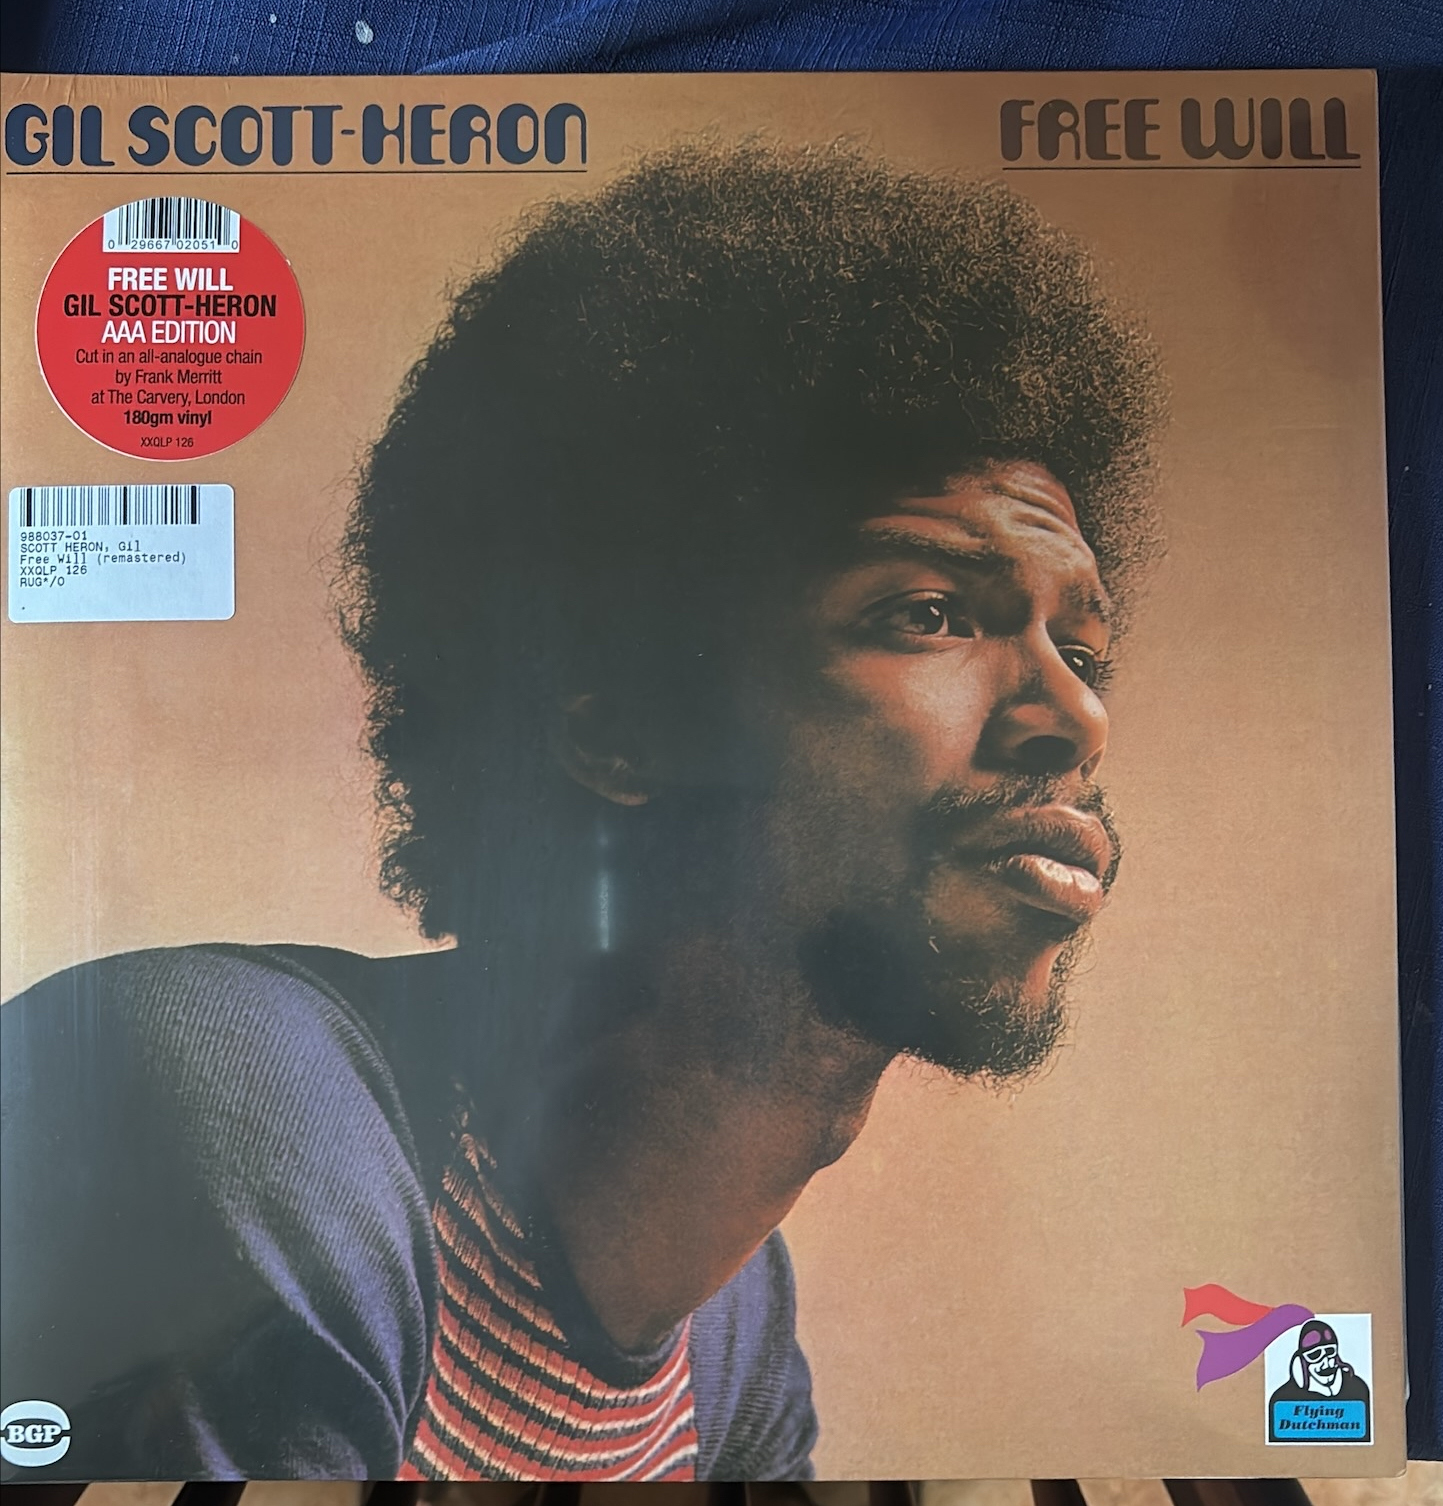 GIL SCOTT-HERON
FREE WILL
0 29667 02051 0
FREE WILL
GIL SCOTT-HERON
AAA EDITION
Cut in an all-analogue chain
by Frank Merritt
at The Carvery, London
180gm vinyl
XXQLP 126
988037-01
SCOTT HERON, Gil
Free Will (remastered)
XXQLP 126
RUG*/O
BGP
Flying
Dutchman